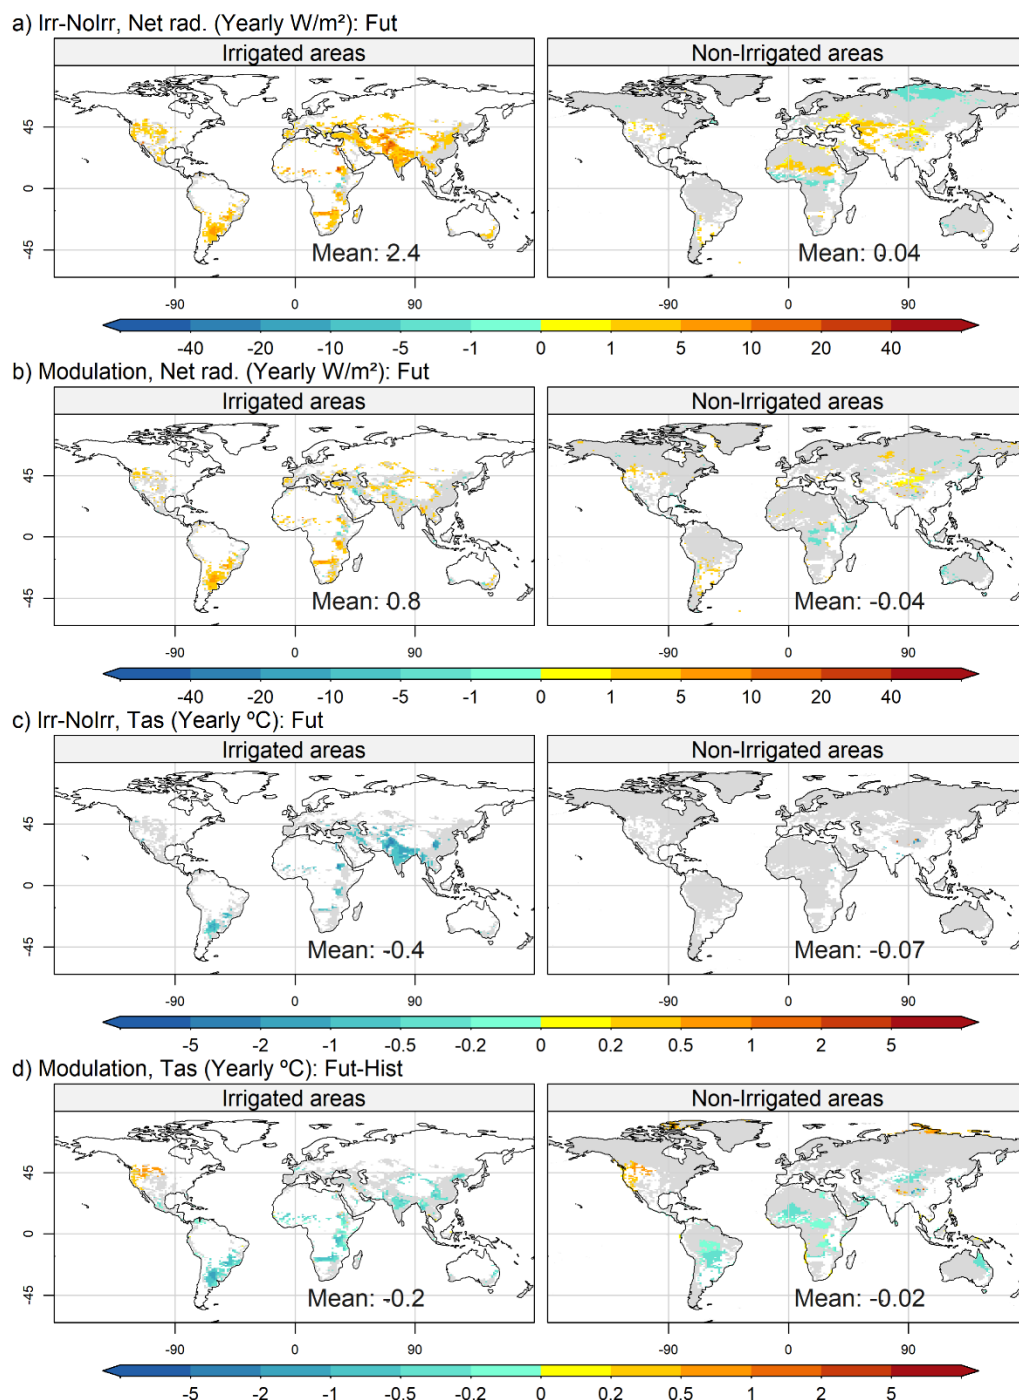 a) Irr-NoIrr, Net rad. (Yearly W/m²): Fut
Irrigated areas
Non-Irrigated areas
45
0
-45
Mean: 2.4
Mean: 0.04
-90 0 90
-90 0 90
-40 -20 -10 -5 -1 0 1 5 10 20 40
b) Modulation, Net rad. (Yearly W/m²): Fut
Irrigated areas
Non-Irrigated areas
45
0
-45
Mean: 0.8
Mean: -0.04
-90 0 90
-90 0 90
-40 -20 -10 -5 -1 0 1 5 10 20 40
c) Irr-NoIrr, Tas (Yearly ºC): Fut
Irrigated areas
Non-Irrigated areas
45
0
-45
Mean: -0.4
Mean: -0.07
-90 0 90
-90 0 90
-5 -2 -1 -0.5 -0.2 0 0.2 0.5 1 2 5
d) Modulation, Tas (Yearly ºC): Fut-Hist
Irrigated areas
Non-Irrigated areas
45
0
-45
Mean: -0.2
Mean: -0.02
-90 0 90
-90 0 90
-5 -2 -1 -0.5 -0.2 0 0.2 0.5 1 2 5